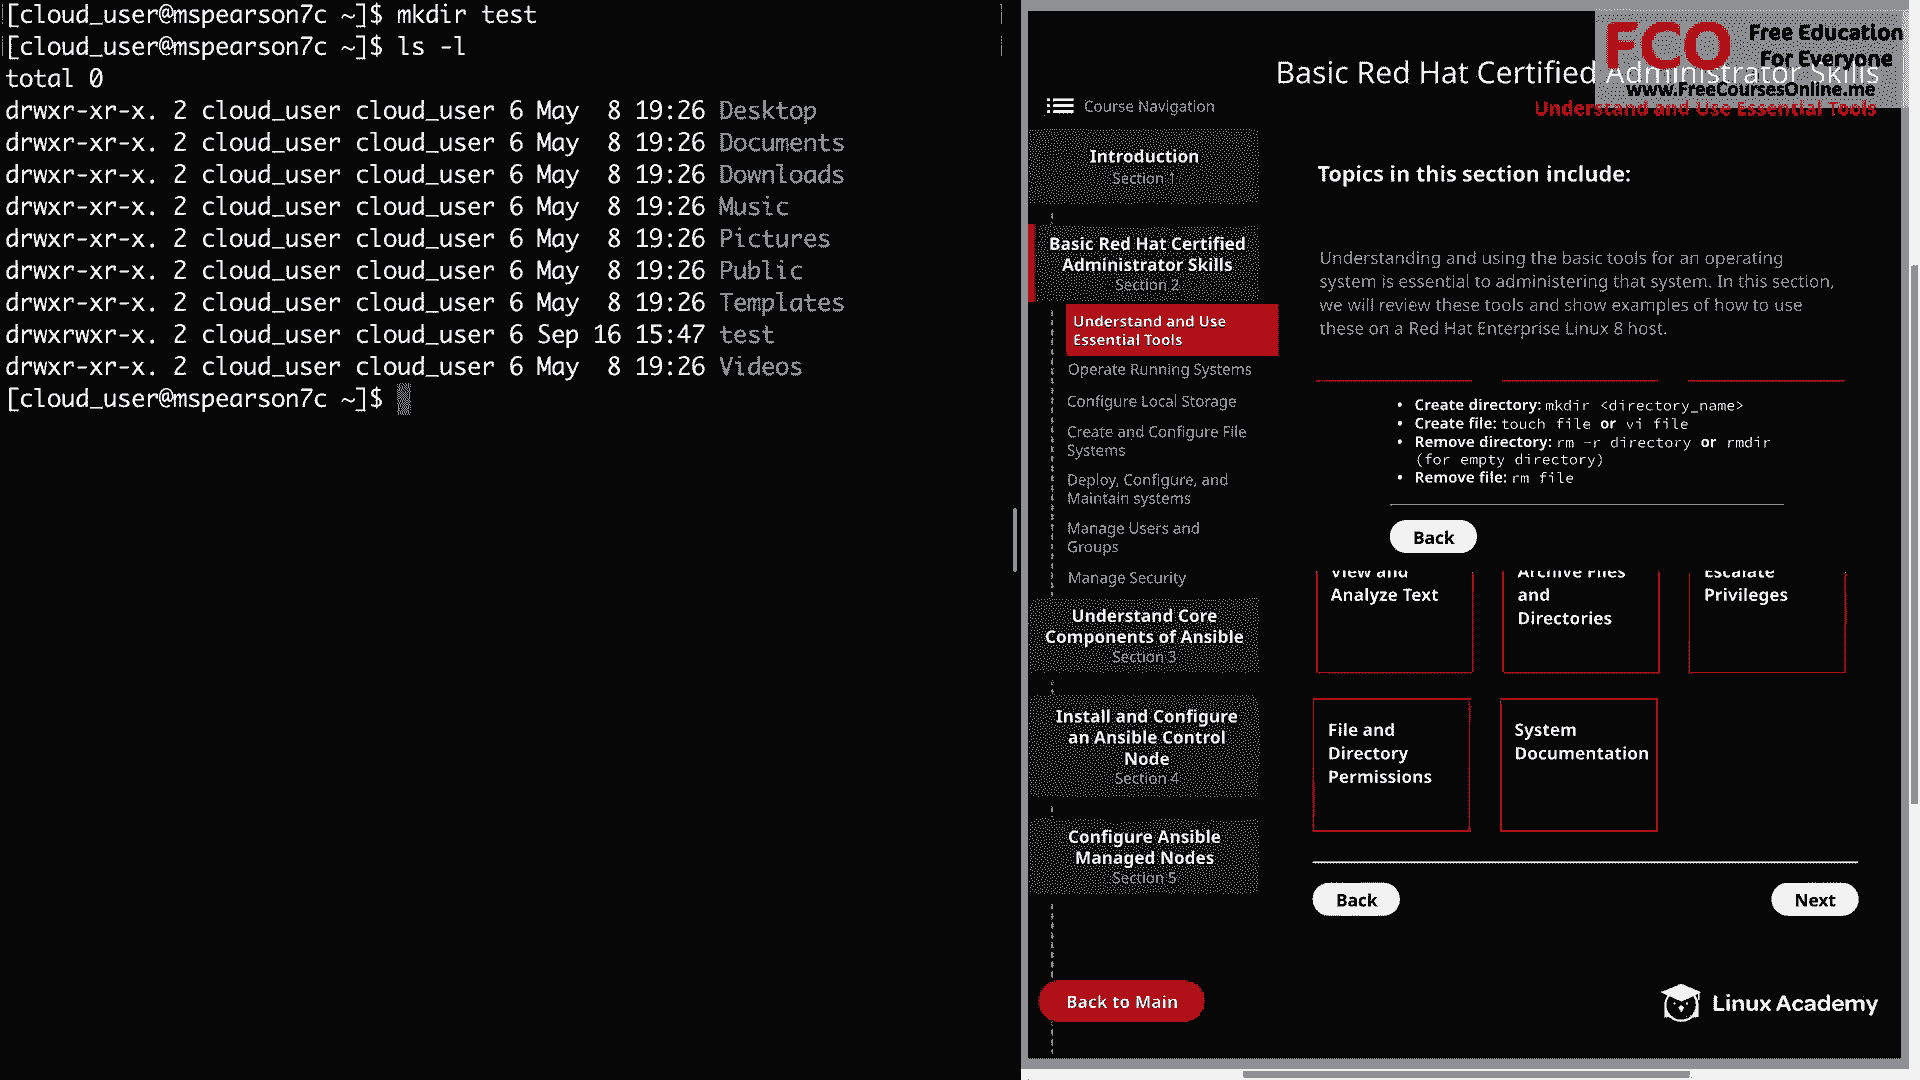 [cloud_user@mspearson7c ~]$ mkdir test
[cloud_user@mspearson7c ~]$ ls -l
total 0
drwxr-xr-x. 2 cloud_user cloud_user 6 May  8 19:26 Desktop
drwxr-xr-x. 2 cloud_user cloud_user 6 May  8 19:26 Documents
drwxr-xr-x. 2 cloud_user cloud_user 6 May  8 19:26 Downloads
drwxr-xr-x. 2 cloud_user cloud_user 6 May  8 19:26 Music
drwxr-xr-x. 2 cloud_user cloud_user 6 May  8 19:26 Pictures
drwxr-xr-x. 2 cloud_user cloud_user 6 May  8 19:26 Public
drwxr-xr-x. 2 cloud_user cloud_user 6 May  8 19:26 Templates
drwxrwxr-x. 2 cloud_user cloud_user 6 Sep 16 15:47 test
drwxr-xr-x. 2 cloud_user cloud_user 6 May  8 19:26 Videos
[cloud_user@mspearson7c ~]$
FCO Free Education
For Everyone
www.FreeCoursesOnline.me
Basic Red Hat Certified Administrator Skills
Understand and Use Essential Tools
Course Navigation
Introduction
Section 1
Basic Red Hat Certified
Administrator Skills
Section 2
Understand and Use
Essential Tools
Operate Running Systems
Configure Local Storage
Create and Configure File
Systems
Deploy, Configure, and
Maintain systems
Manage Users and
Groups
Manage Security
Understand Core
Components of Ansible
Section 3
Install and Configure
an Ansible Control
Node
Section 4
Configure Ansible
Managed Nodes
Section 5
Back to Main
Topics in this section include:
Understanding and using the basic tools for an operating
system is essential to administering that system. In this section,
we will review these tools and show examples of how to use
these on a Red Hat Enterprise Linux 8 host.
• Create directory: mkdir <directory_name>
• Create file: touch file or vi file
• Remove directory: rm -r directory or rmdir
(for empty directory)
• Remove file: rm file
Back
View and
Analyze Text
Archive Files
and
Directories
Escalate
Privileges
File and
Directory
Permissions
System
Documentation
Back
Next
Linux Academy